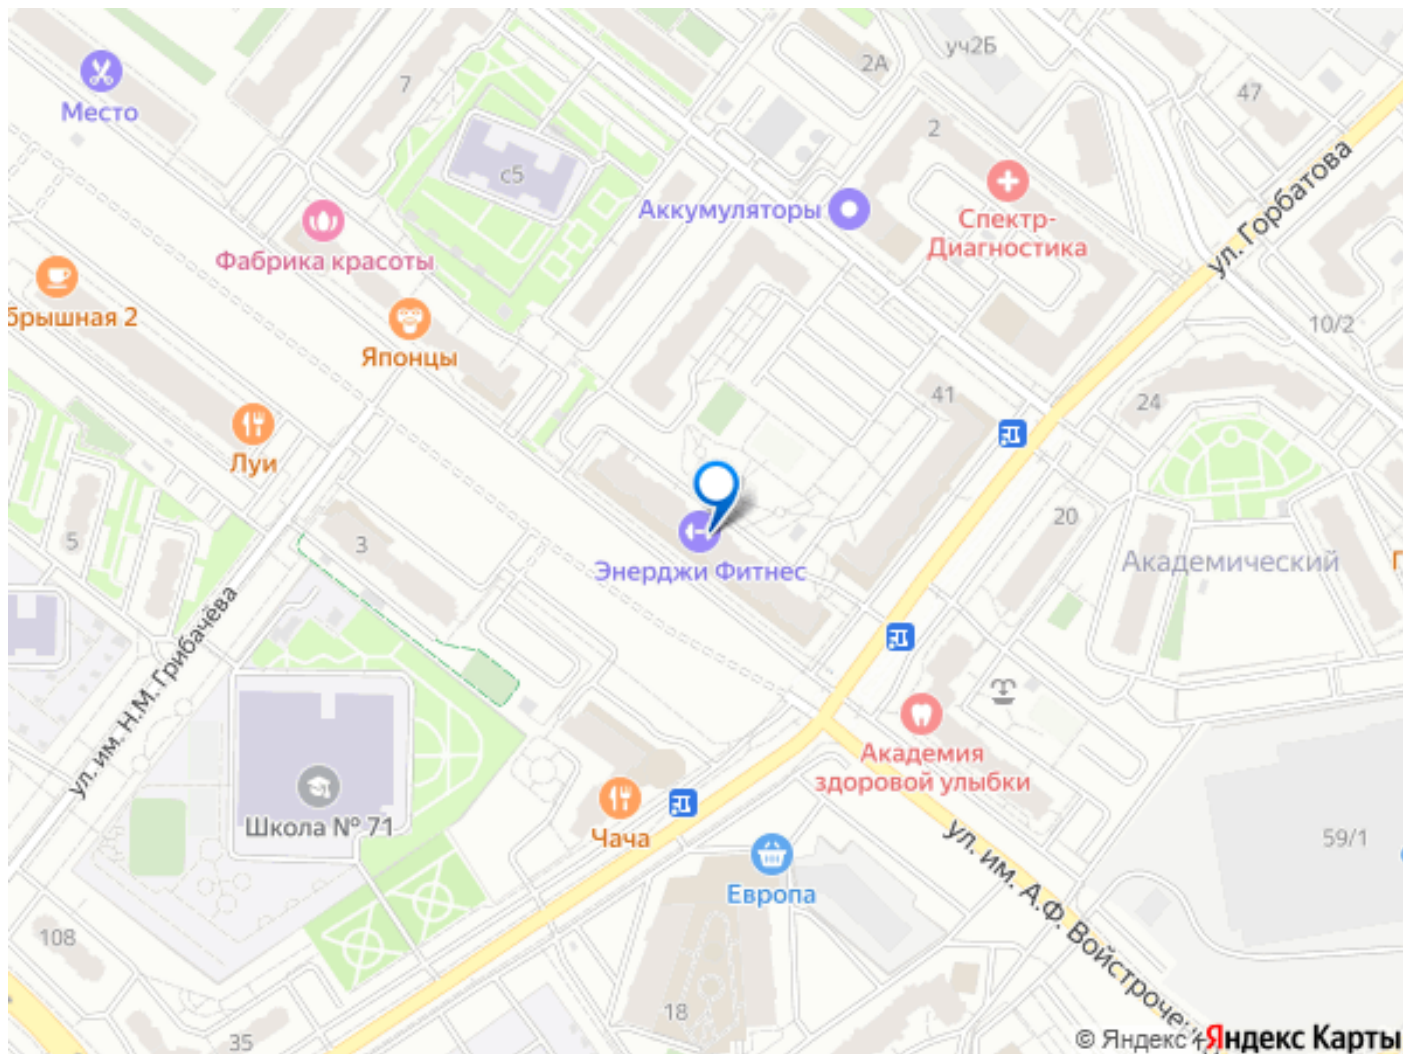 уч2Б
2А
7
47
Место
2
с5
ул. Горбатова
Аккумуляторы
Спектр-
Диагностика
Фабрика красоты
брышная 2
10/2
Японцы
41
24
Луи
20
3
5
Академический
Энерджи Фитнес
ул. им. Н.М. Грибачёва
Академия
здоровой улыбки
Школа № 71
Чача
59/1
ул. им. А.Ф. Войстроче
Европа
108
18
35
© Яндекс
Яндекс Карты